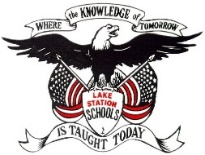 WHERE the KNOWLEDGE of TOMORROW
LAKE
STATION
SCHOOLS
IS TAUGHT TODAY